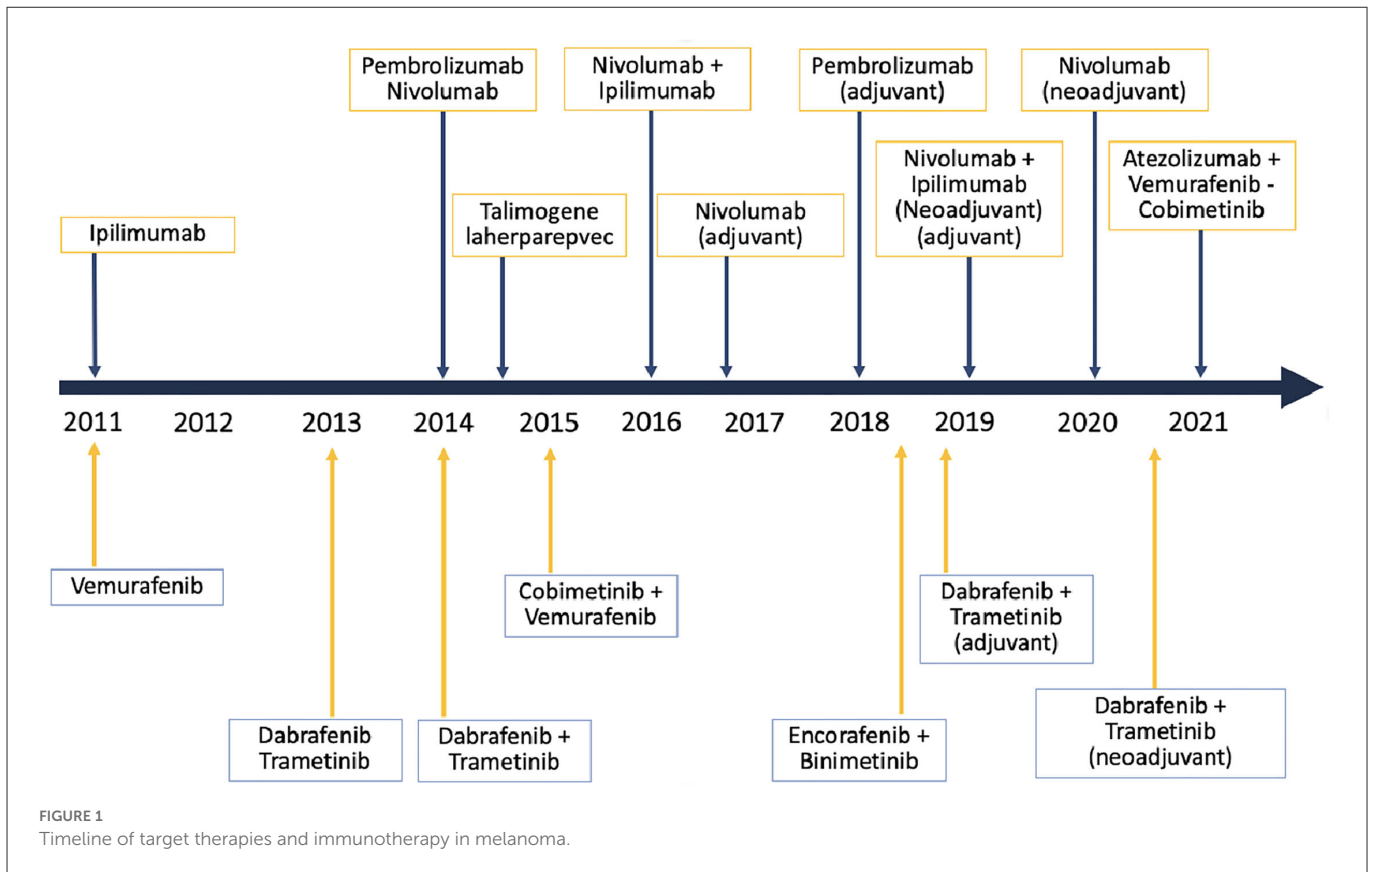 Pembrolizumab
Nivolumab
Nivolumab +
Ipilimumab
Pembrolizumab
(adjuvant)
Nivolumab
(neoadjuvant)
Ipilimumab
Talimogene
laherparepvec
Nivolumab
(adjuvant)
Nivolumab +
Ipilimumab
(Neoadjuvant)
(adjuvant)
Atezolizumab +
Vemurafenib -
Cobimetinib
2011 2012 2013 2014 2015 2016 2017 2018 2019 2020 2021
Vemurafenib
Cobimetinib +
Vemurafenib
Dabrafenib +
Trametinib
(adjuvant)
Dabrafenib
Trametinib
Dabrafenib +
Trametinib
Encorafenib +
Binimetinib
Dabrafenib +
Trametinib
(neoadjuvant)
FIGURE 1
Timeline of target therapies and immunotherapy in melanoma.